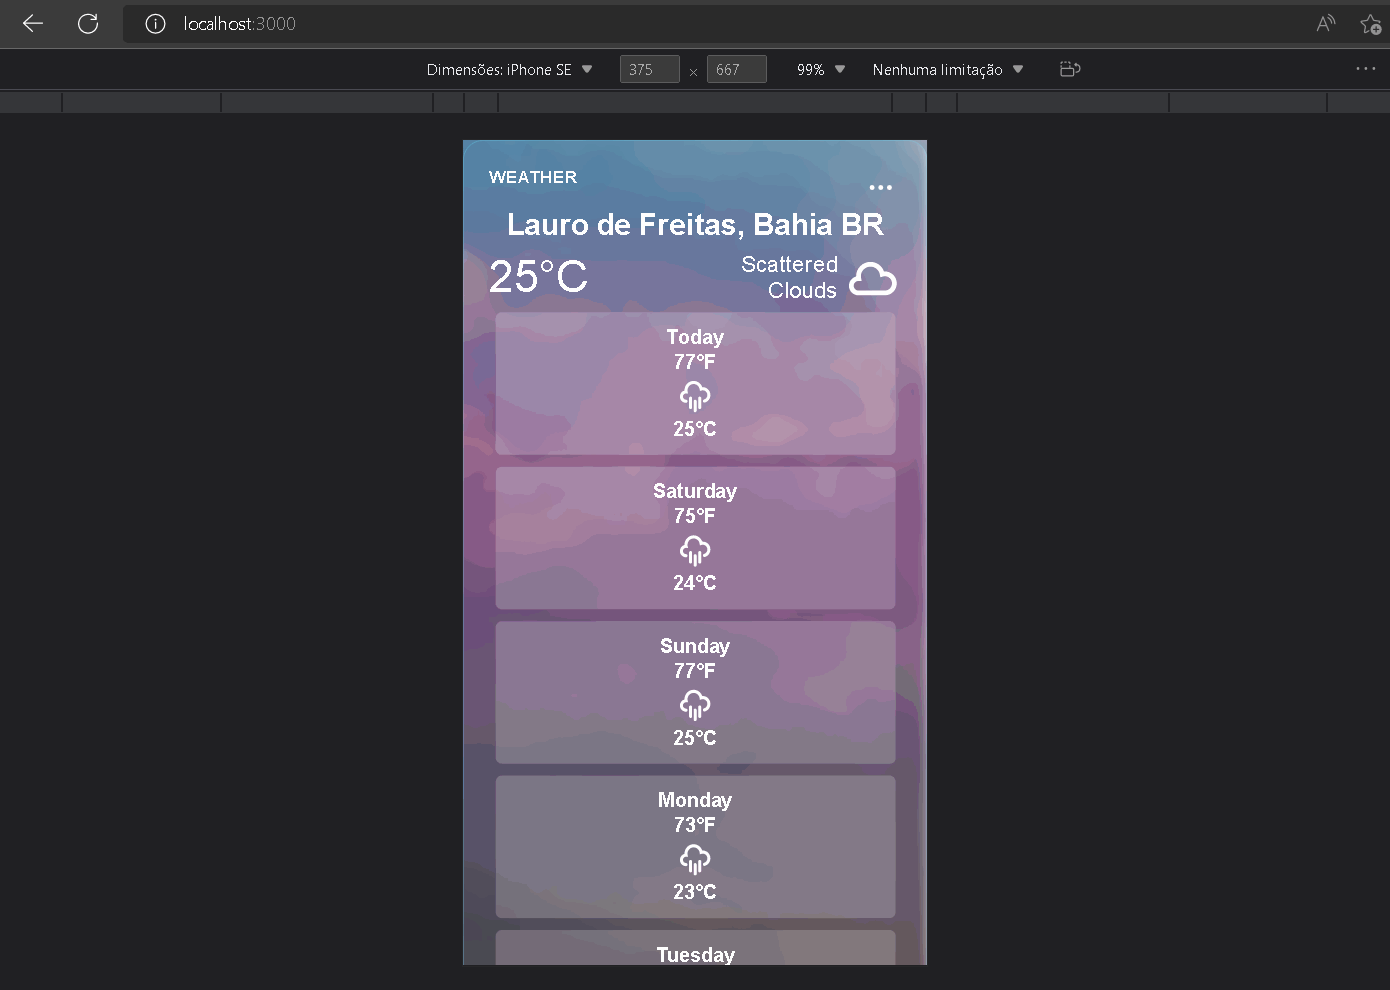 localhost:3000
Dimensões: iPhone SE 375 × 667 99% Nenhuma limitação
WEATHER
Lauro de Freitas, Bahia BR
25°C
Scattered
Clouds
Today
77°F
25°C
Saturday
75°F
24°C
Sunday
77°F
25°C
Monday
73°F
23°C
Tuesday